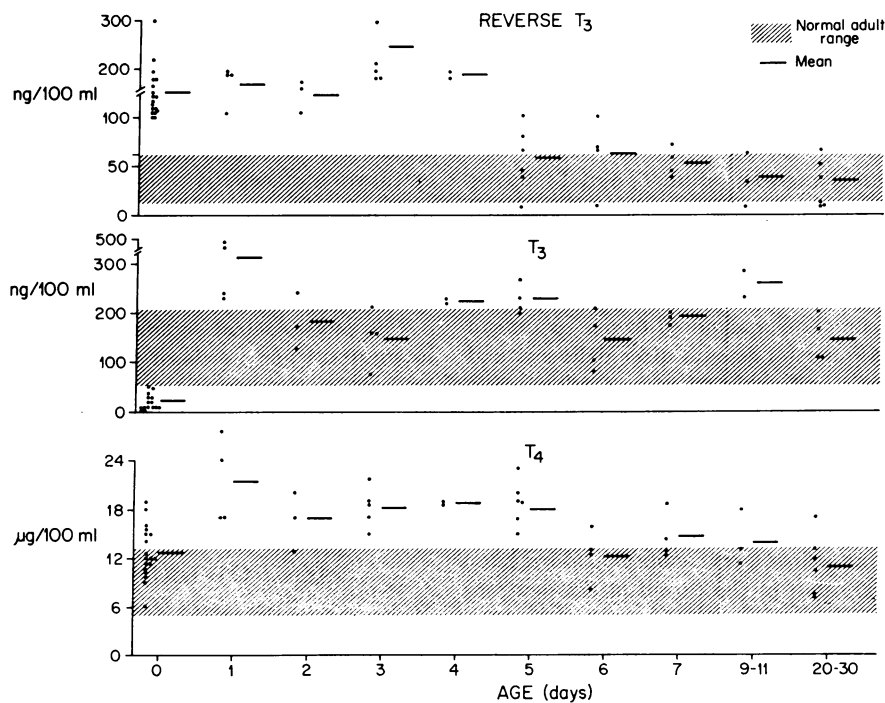 REVERSE T3
Normal adult
range
Mean
300
200
ng/100 ml
100
50
0
T3
500
300
ng/100 ml
200
100
0
T4
24
18
µg/100 ml
12
6
0
0 1 2 3 4 5 6 7 9-11 20-30
AGE (days)